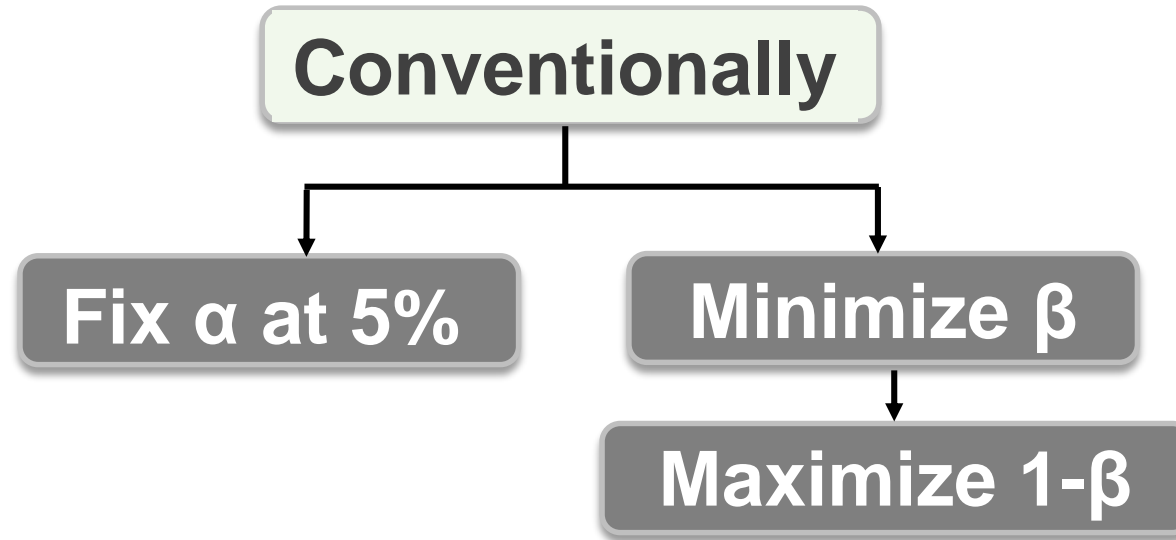 Conventionally
Fix α at 5%
Minimize β
Maximize 1-β